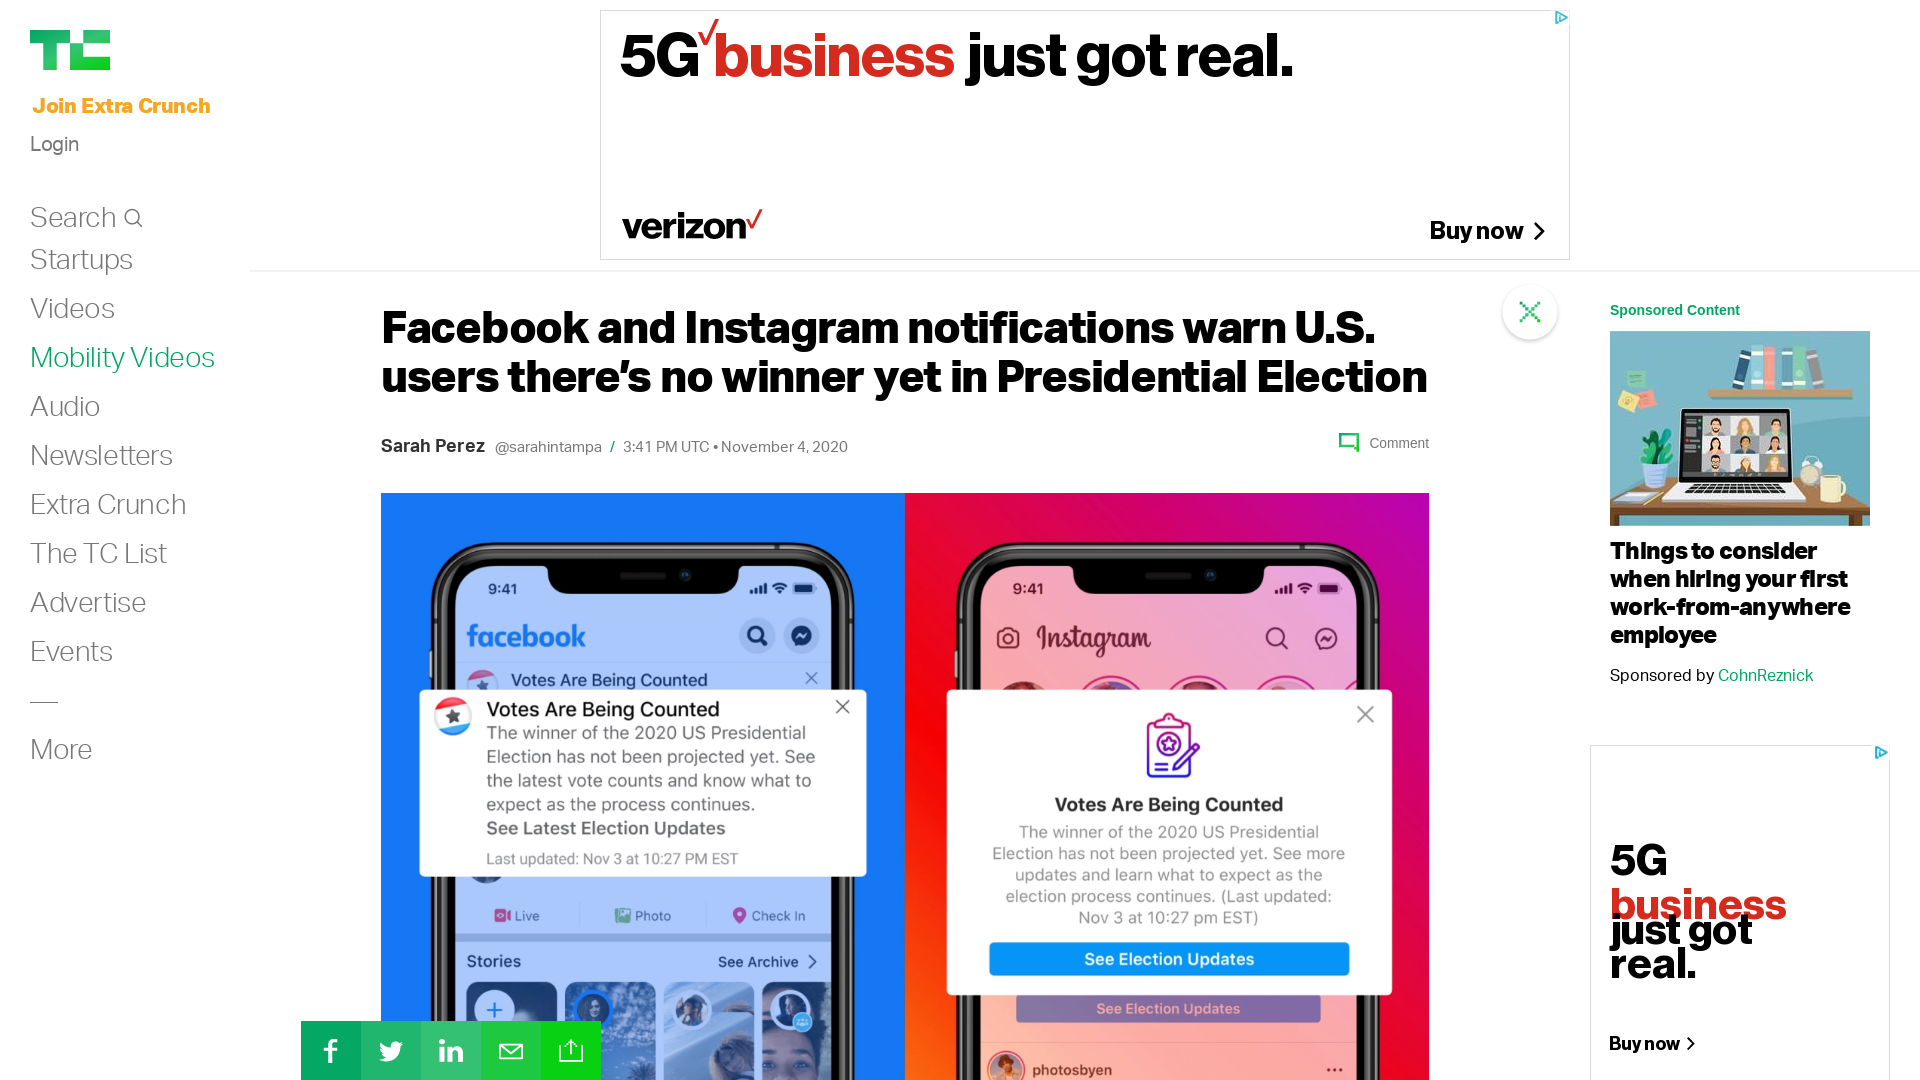 TC
Join Extra Crunch
Login
Search
Startups
Videos
Mobility Videos
Audio
Newsletters
Extra Crunch
The TC List
Advertise
Events
More
5G business just got real.
verizon
Buy now
Facebook and Instagram notifications warn U.S.
users there’s no winner yet in Presidential Election
Sarah Perez @sarahintampa / 3:41 PM UTC • November 4, 2020
Comment
9:41
facebook
Votes Are Being Counted
Votes Are Being Counted
The winner of the 2020 US Presidential
Election has not been projected yet. See
the latest vote counts and know what to
expect as the process continues.
See Latest Election Updates
Last updated: Nov 3 at 10:27 PM EST
Live
Photo
Check In
Stories
See Archive
9:41
Instagram
Votes Are Being Counted
The winner of the 2020 US Presidential
Election has not been projected yet. See more
updates and learn what to expect as the
election process continues. (Last updated:
Nov 3 at 10:27 pm EST)
See Election Updates
See Election Updates
photosbyen
Sponsored Content
Things to consider
when hiring your first
work-from-anywhere
employee
Sponsored by CohnReznick
5G
business
just got
real.
Buy now